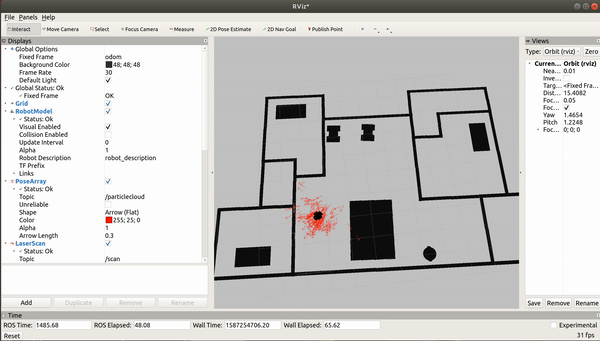 RViz*
File Panels Help
Interact Move Camera Select Focus Camera Measure 2D Pose Estimate 2D Nav Goal Publish Point
Displays
Global Options
Fixed Frame odom
Background Color 48; 48; 48
Frame Rate 30
Default Light
Global Status: Ok
Fixed Frame OK
Grid
RobotModel
Status: Ok
Visual Enabled
Collision Enabled
Update Interval 0
Alpha 1
Robot Description robot_description
TF Prefix
Links
PoseArray
Status: Ok
Topic /particlecloud
Unreliable
Shape Arrow (Flat)
Color 255; 25; 0
Alpha 1
Arrow Length 0.3
LaserScan
Status: Ok
Topic /scan
Add Duplicate Remove Rename
Views
Type: Orbit (rviz) Zero
Curren... Orbit (rviz)
Nea... 0.01
Inve...
Targ... <Fixed Fra...
Dist... 15.4082
Foc... 0.05
Foc...
Yaw 1.4654
Pitch 1.2248
Foc... 0; 0; 0
Save Remove Rename
Time
ROS Time: 1485.68 ROS Elapsed: 48.08 Wall Time: 1587254706.20 Wall Elapsed: 65.62 Experimental
Reset 31 fps